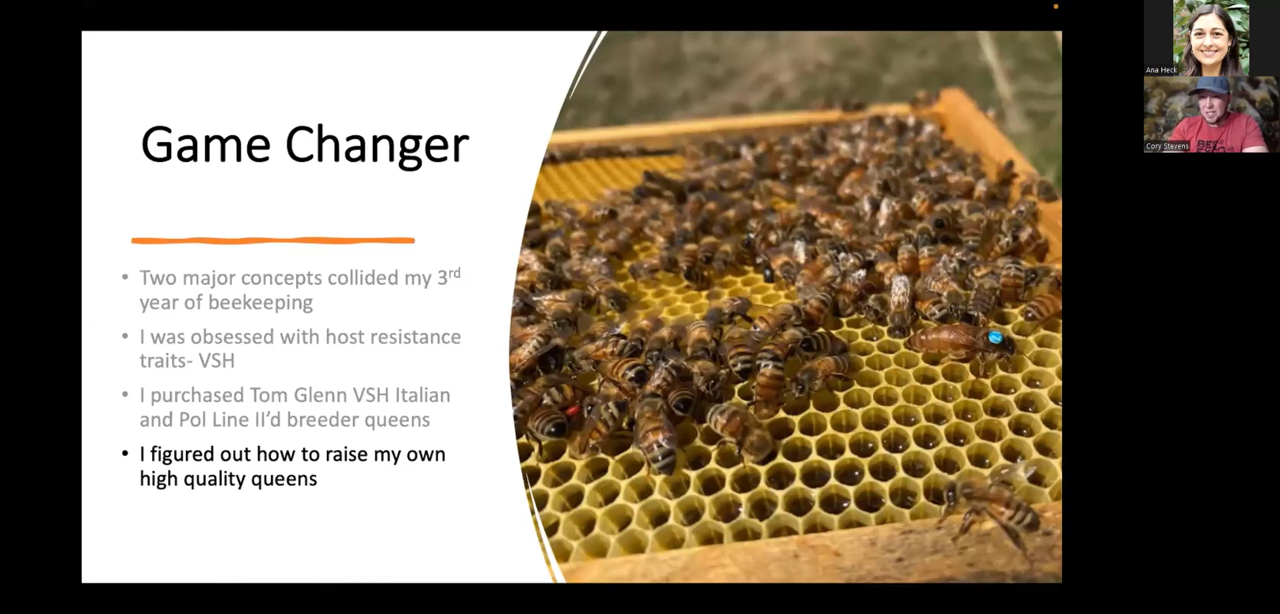 Game Changer
• Two major concepts collided my 3rd
year of beekeeping
• I was obsessed with host resistance
traits- VSH
• I purchased Tom Glenn VSH Italian
and Pol Line II'd breeder queens
• I figured out how to raise my own
high quality queens
Ana Heck
Cory Stevens